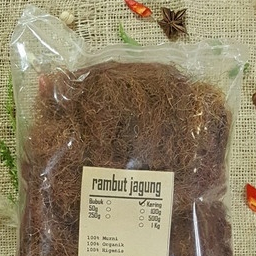 rambut jagung
Bubuk Kering
50g 100g
250g 500g
1 Kg
100% Murni
100% Organik
100% Higenis